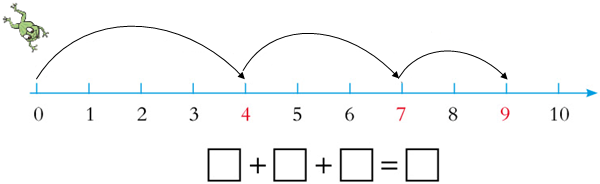 0 1 2 3 4 5 6 7 8 9 10
□ + □ + □ = □